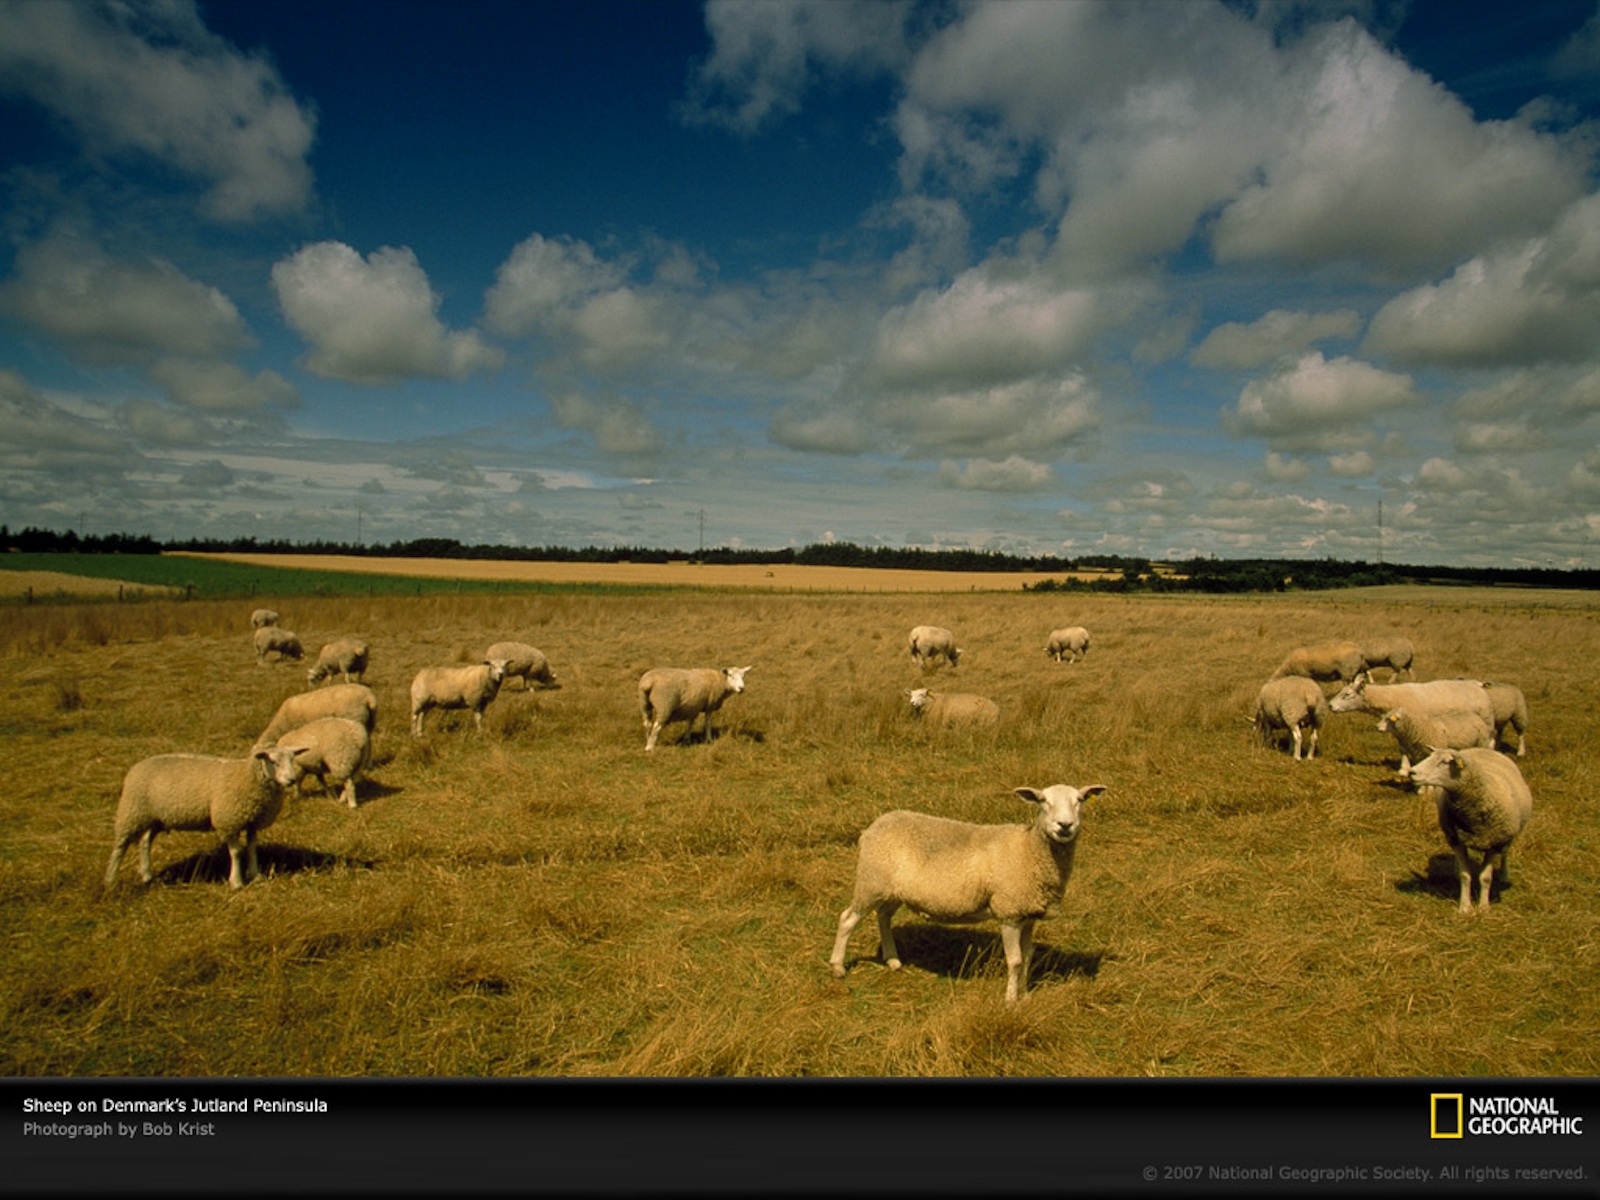 Sheep on Denmark's Jutland Peninsula
Photograph by Bob Krist
NATIONAL
GEOGRAPHIC
© 2007 National Geographic Society. All rights reserved.